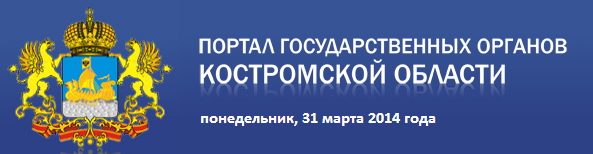 ПОРТАЛ ГОСУДАРСТВЕННЫХ ОРГАНОВ
КОСТРОМСКОЙ ОБЛАСТИ
понедельник, 31 марта 2014 года